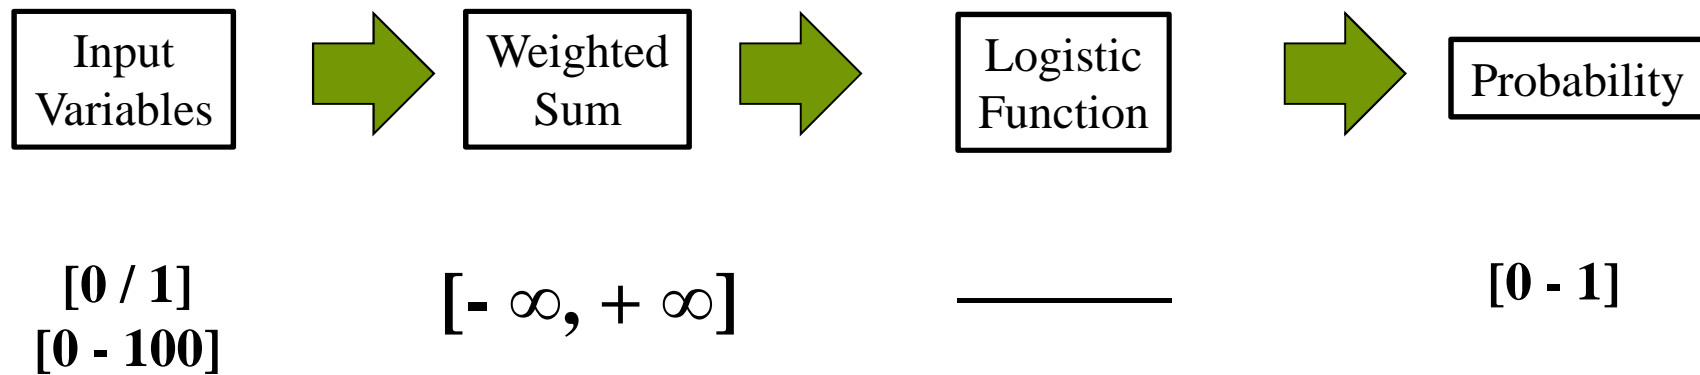 Input
Variables
Weighted
Sum
Logistic
Function
Probability
[0 / 1]
[0 - 100]
[- ∞, + ∞]
[0 - 1]